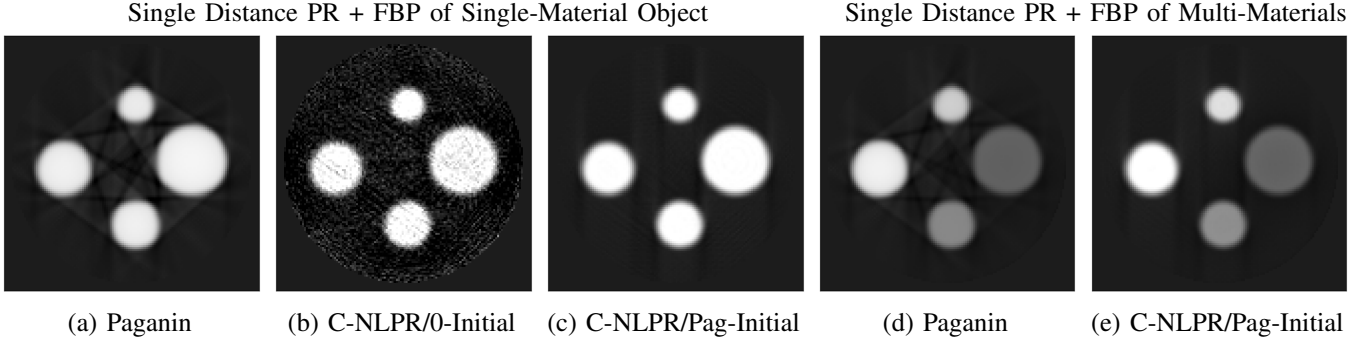 Single Distance PR + FBP of Single-Material Object
Single Distance PR + FBP of Multi-Materials
(a) Paganin
(b) C-NLPR/0-Initial
(c) C-NLPR/Pag-Initial
(d) Paganin
(e) C-NLPR/Pag-Initial